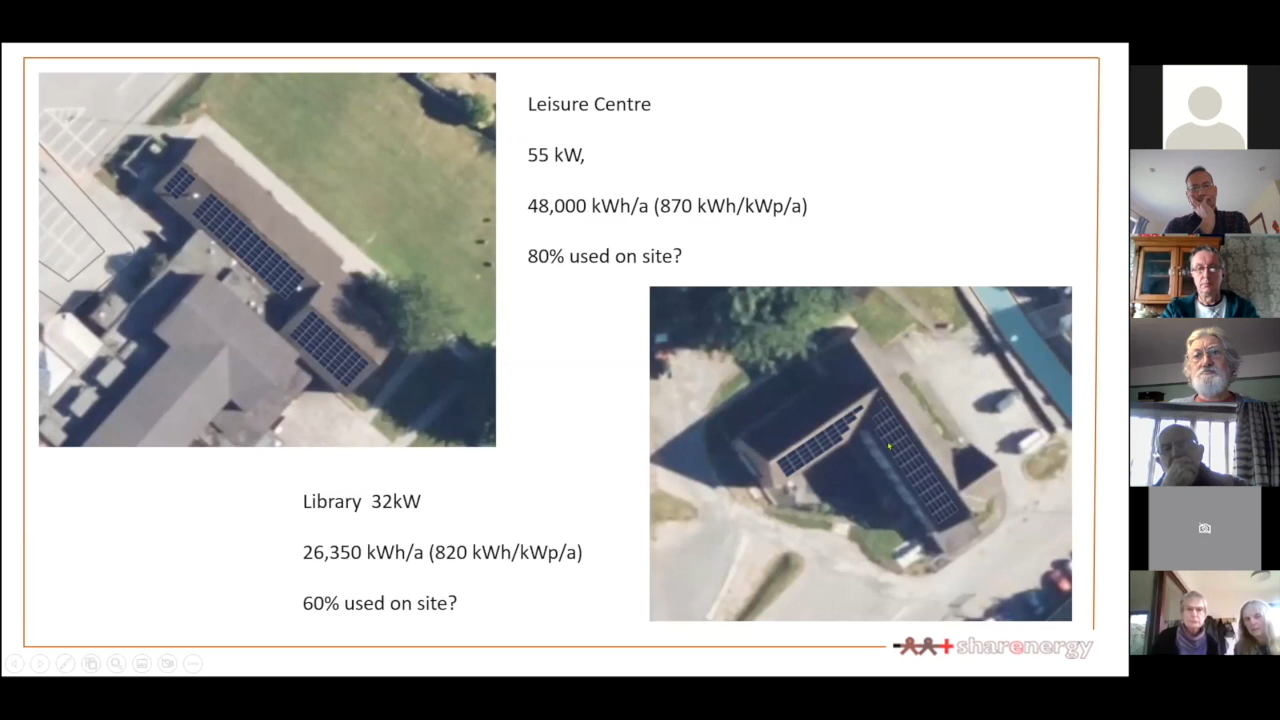 Leisure Centre
55 kW,
48,000 kWh/a (870 kWh/kWp/a)
80% used on site?
Library  32kW
26,350 kWh/a (820 kWh/kWp/a)
60% used on site?
sharenergy